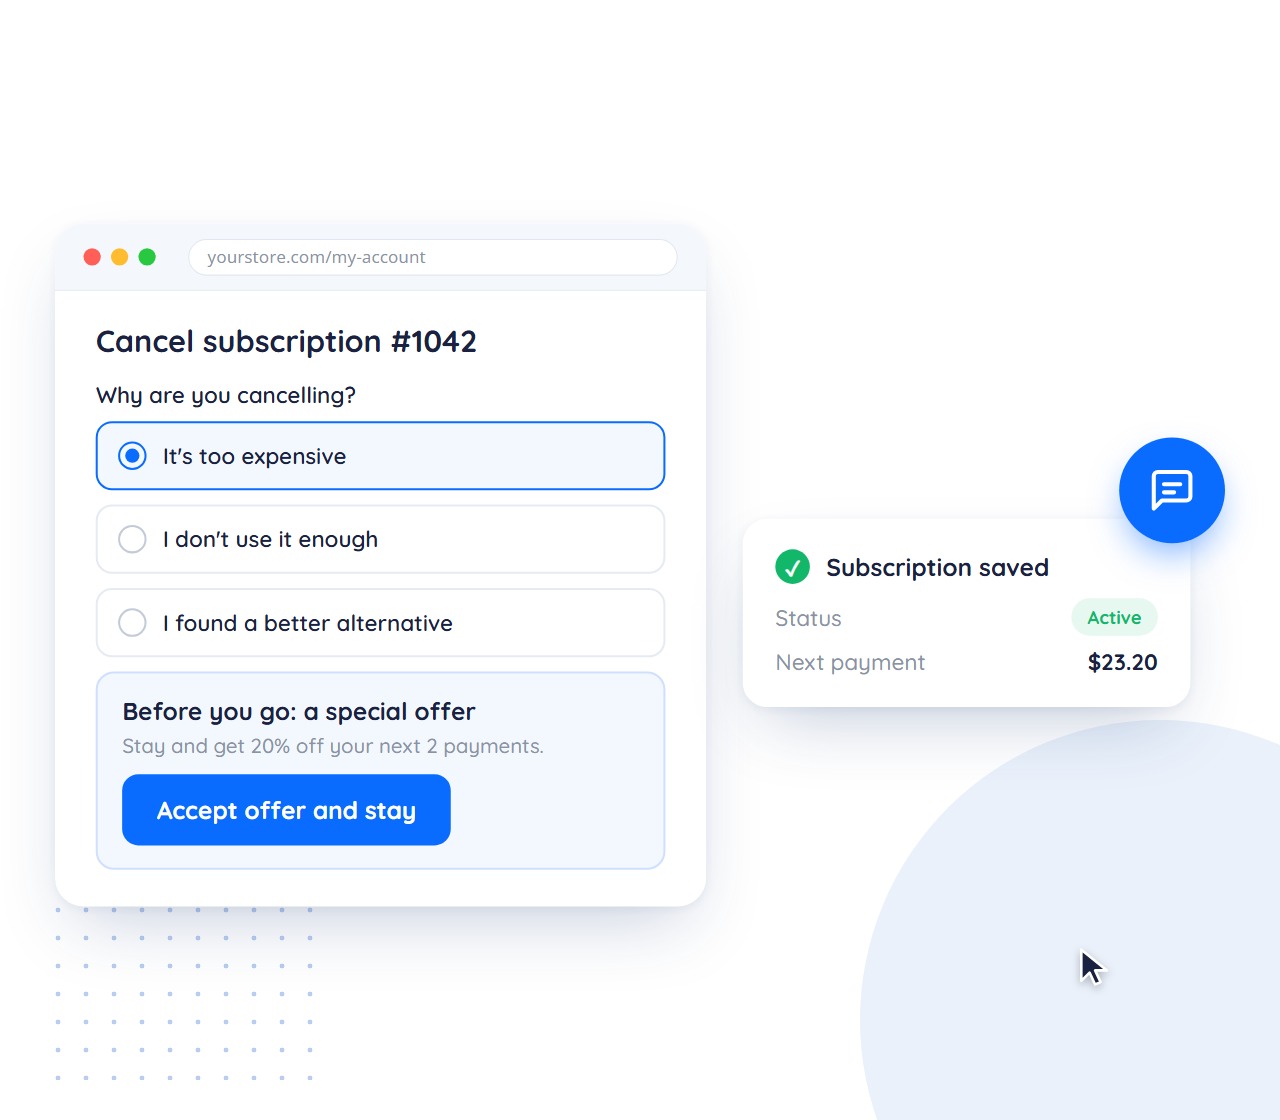 yourstore.com/my-account
Cancel subscription #1042
Why are you cancelling?
It's too expensive
I don't use it enough
I found a better alternative
Before you go: a special offer
Stay and get 20% off your next 2 payments.
Accept offer and stay
Subscription saved
Status Active
Next payment $23.20